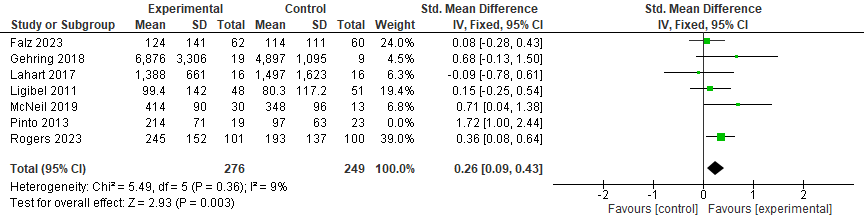 Experimental Control Std. Mean Difference Std. Mean Difference
Study or Subgroup Mean SD Total Mean SD Total Weight IV, Fixed, 95% CI IV, Fixed, 95% CI
Falz 2023 124 141 62 114 111 60 24.0% 0.08 [-0.28, 0.43]
Gehring 2018 6,876 3,306 19 4,897 1,095 9 4.5% 0.68 [-0.13, 1.50]
Lahart 2017 1,388 661 16 1,497 1,623 16 6.3% -0.09 [-0.78, 0.61]
Ligibel 2011 99.4 142 48 80.3 117.2 51 19.4% 0.15 [-0.25, 0.54]
McNeil 2019 414 90 30 348 96 13 6.8% 0.71 [0.04, 1.38]
Pinto 2013 214 71 19 97 63 23 0.0% 1.72 [1.00, 2.44]
Rogers 2023 245 152 101 193 137 100 39.0% 0.36 [0.08, 0.64]
Total (95% CI) 276 249 100.0% 0.26 [0.09, 0.43]
Heterogeneity: Chi² = 5.49, df = 5 (P = 0.36); I² = 9%
Test for overall effect: Z = 2.93 (P = 0.003)
-2 -1 0 1 2
Favours [control] Favours [experimental]